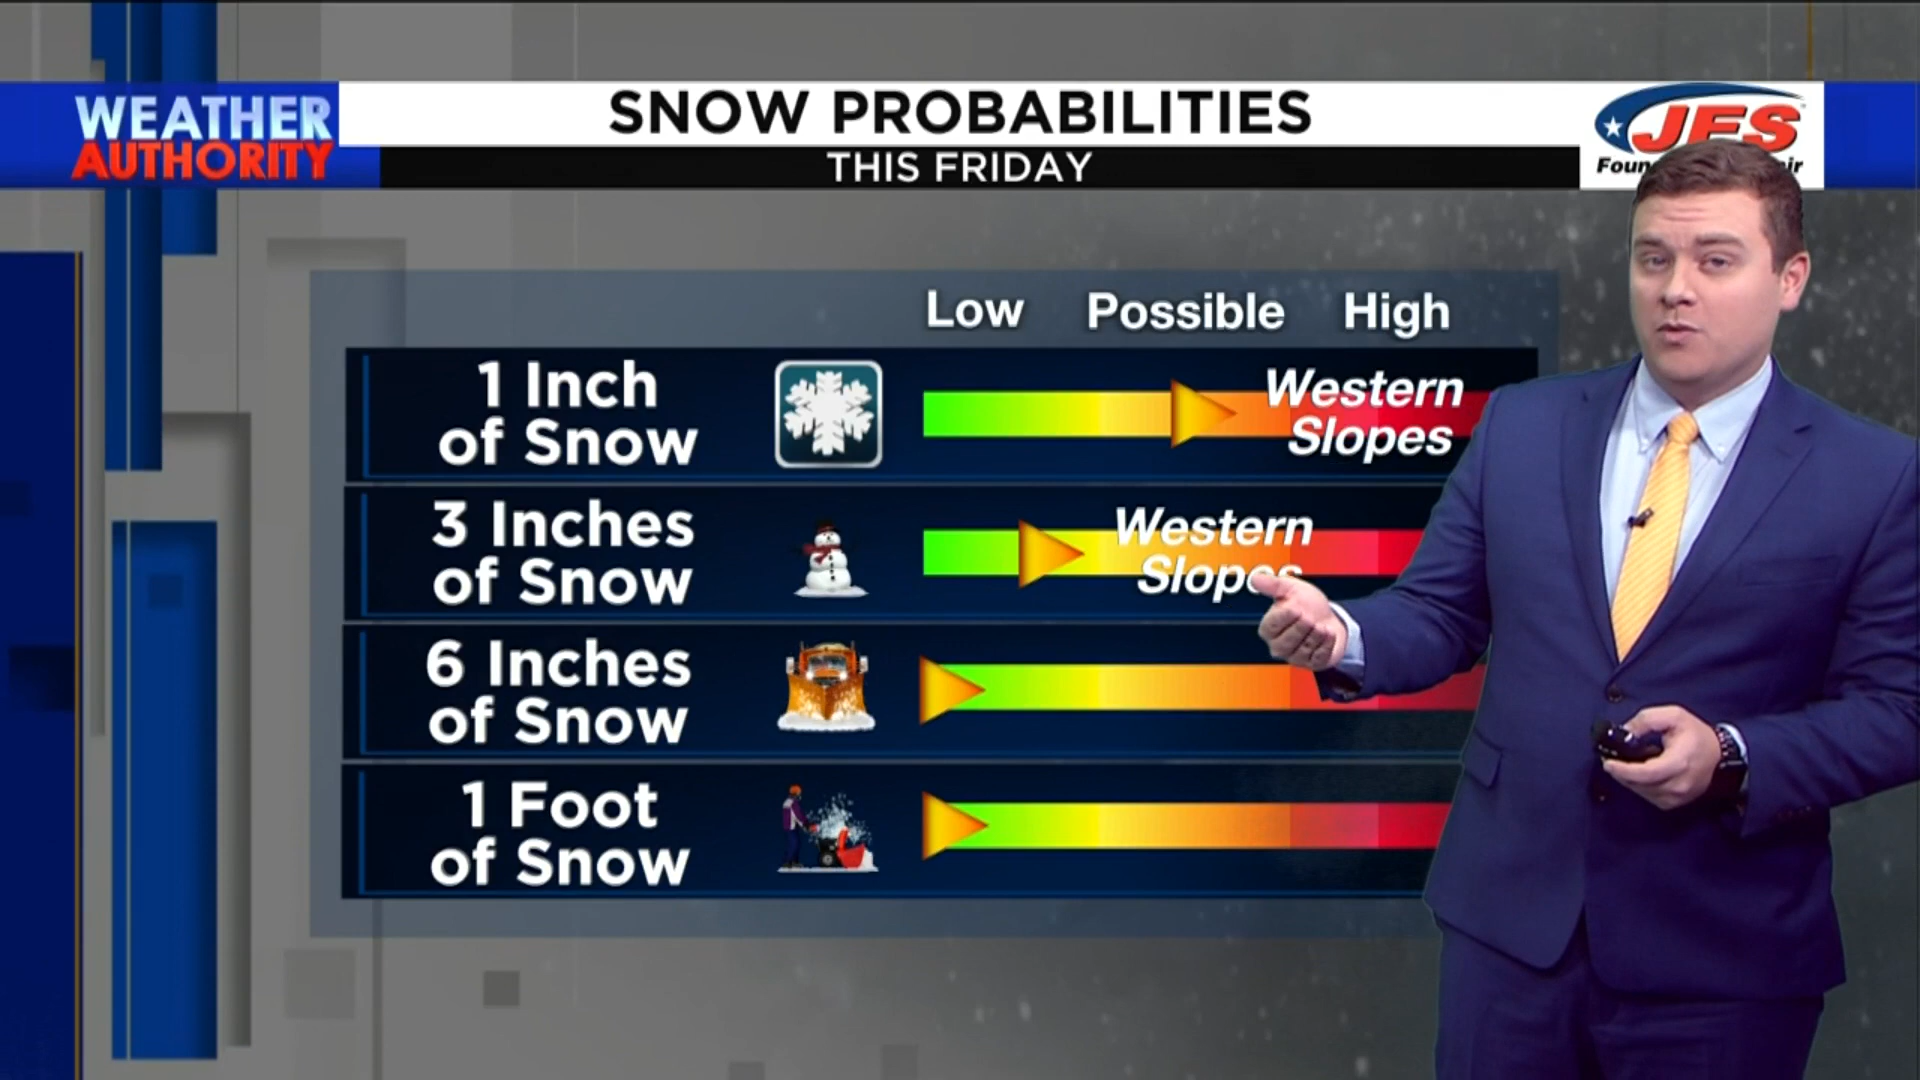 WEATHER
AUTHORITY
SNOW PROBABILITIES
THIS FRIDAY
JES
Low Possible High
1 Inch
of Snow
Western
Slopes
3 Inches
of Snow
Western
Slopes
6 Inches
of Snow
1 Foot
of Snow